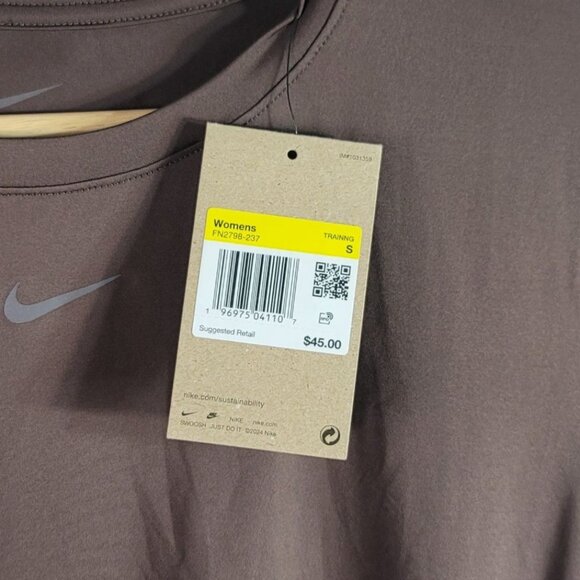 Womens
FN2798-237
TRAINNG
S
1 96975 04110 7
Suggested Retail
$45.00
nike.com/sustainability
NIKE nike.com
SWOOSH JUST DO IT ©2024 Nike